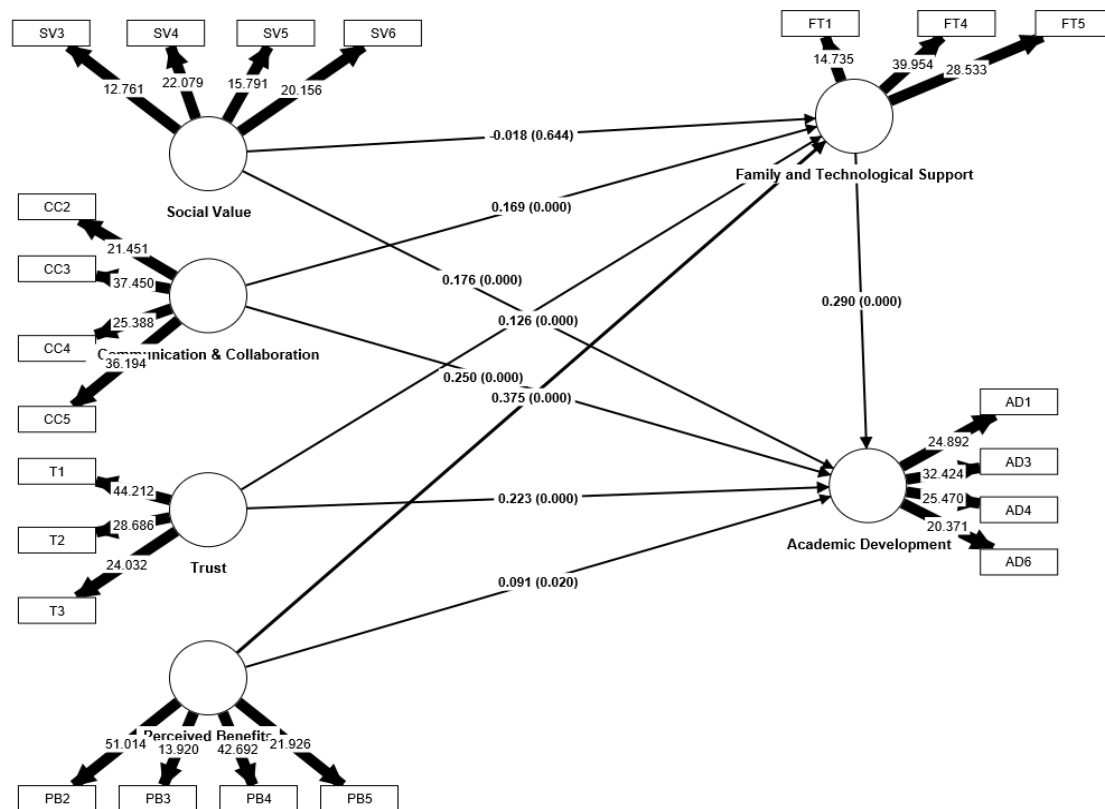 SV3
SV4
SV5
SV6
12.761
22.079
15.791
20.156
Social Value
FT1
FT4
FT5
14.735
39.954
28.533
Family and Technological Support
-0.018 (0.644)
0.169 (0.000)
0.176 (0.000)
0.126 (0.000)
0.290 (0.000)
0.250 (0.000)
0.375 (0.000)
0.223 (0.000)
0.091 (0.020)
CC2
CC3
CC4
CC5
21.451
37.450
25.388
36.194
Communication & Collaboration
T1
T2
T3
44.212
28.686
24.032
Trust
AD1
AD3
AD4
AD6
24.892
32.424
25.470
20.371
Academic Development
Perceived Benefits
51.014
13.920
42.692
21.926
PB2
PB3
PB4
PB5